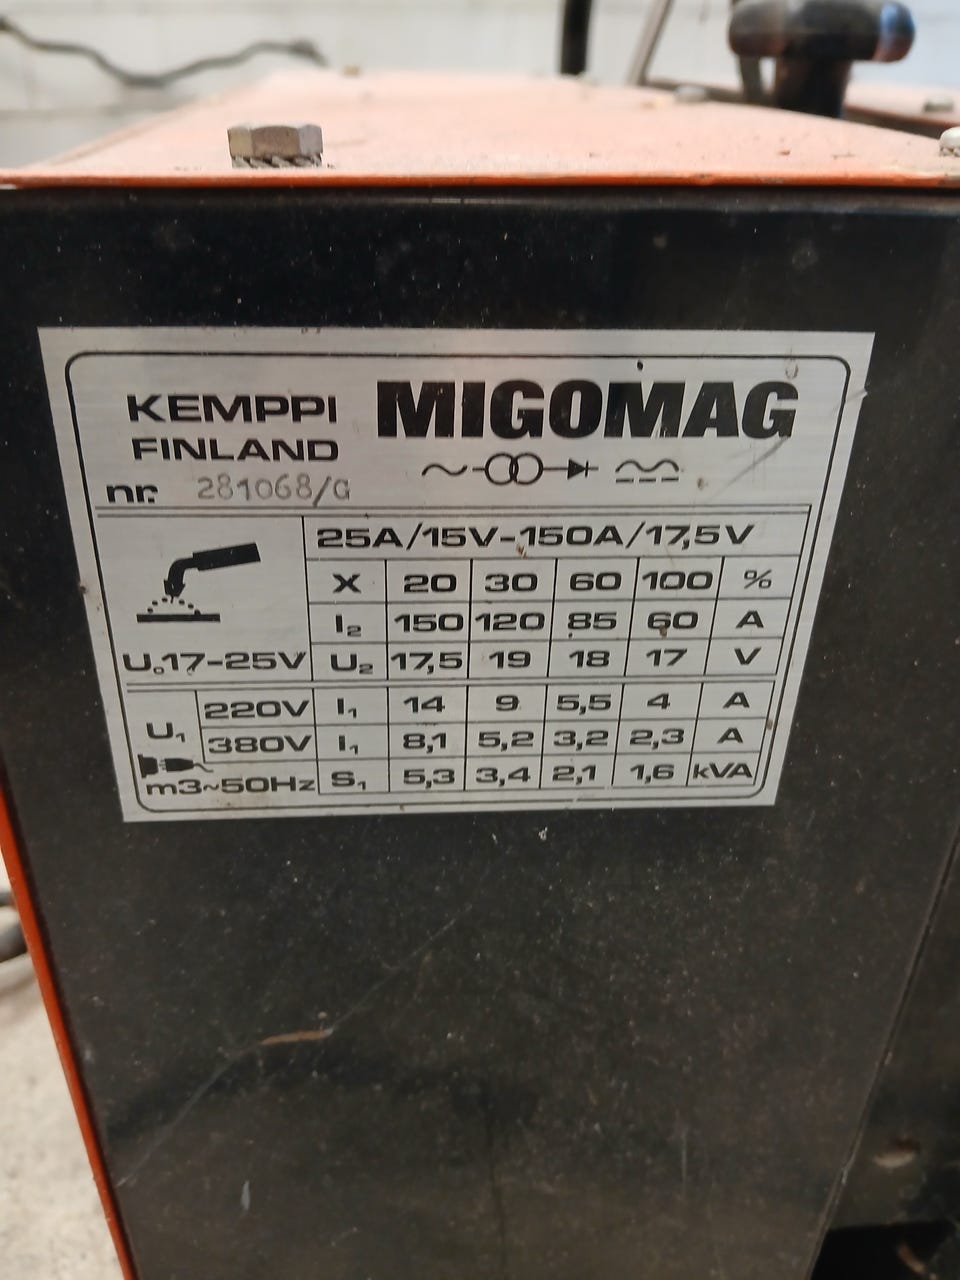 KEMPPI MIGOMAG
FINLAND
nr. 281068/G
25A/15V-150A/17,5V
X 20 30 60 100 %
I₂ 150 120 85 60 A
U₀17-25V U₂ 17,5 19 18 17 V
U₁ 220V I₁ 14 9 5,5 4 A
380V I₁ 8,1 5,2 3,2 2,3 A
m3~50Hz S₁ 5,3 3,4 2,1 1,6 kVA